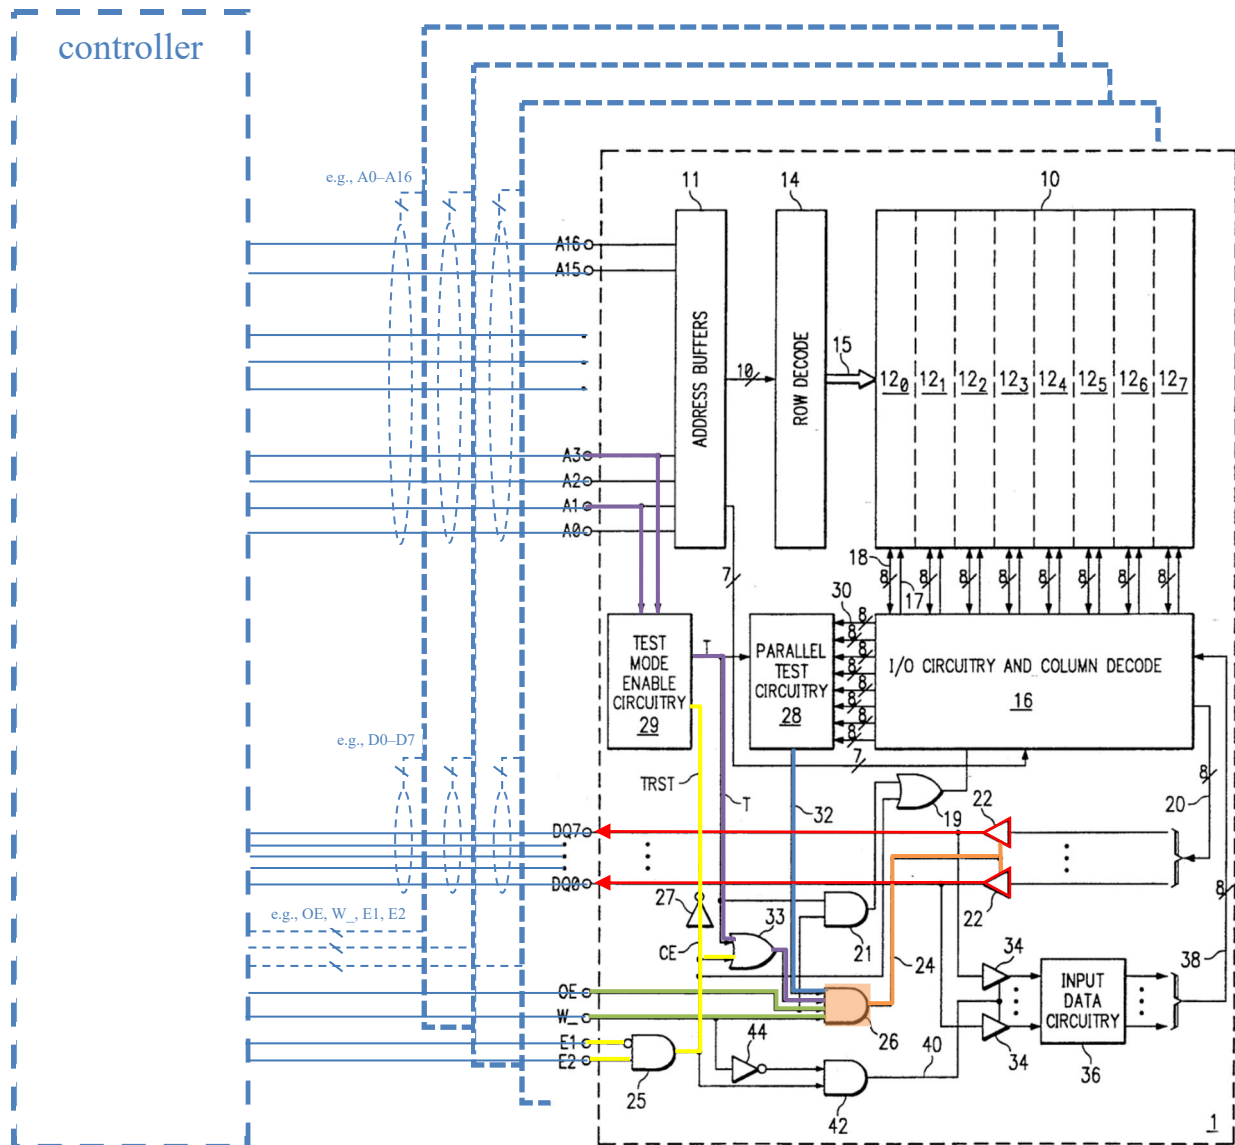 controller
e.g., A0–A16
11
14
10
A16
A15
ADDRESS BUFFERS
10
ROW DECODE
15
12₀ 12₁ 12₂ 12₃ 12₄ 12₅ 12₆ 12₇
A3
A2
A1
A0
7
18
8 8 8 8 8 8 8
17
30
8
8
8
8
8
8
8
8
TEST
MODE
ENABLE
CIRCUITRY
29
T
PARALLEL
TEST
CIRCUITRY
28
I/O CIRCUITRY AND COLUMN DECODE
16
7
e.g., D0–D7
TRST
T
32
19
22
8
20
DQ7
DQ0
27
33
21
22
24
8
38
e.g., OE, W_, E1, E2
CE
34
INPUT
DATA
CIRCUITRY
36
OE
W_
26
E1
E2
44
25
42
40
34
1